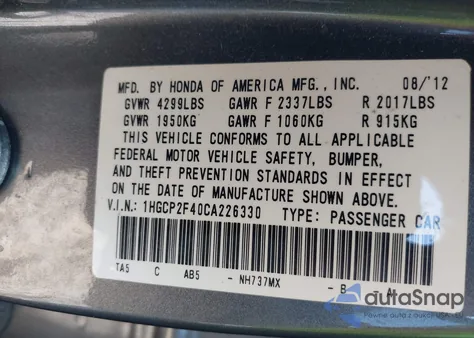 MFD. BY HONDA OF AMERICA MFG., INC. 08/'12
GVWR 4299LBS GAWR F 2337LBS R 2017LBS
GVWR 1950KG GAWR F 1060KG R 915KG
THIS VEHICLE CONFORMS TO ALL APPLICABLE
FEDERAL MOTOR VEHICLE SAFETY, BUMPER,
AND THEFT PREVENTION STANDARDS IN EFFECT
ON THE DATE OF MANUFACTURE SHOWN ABOVE.
V.I.N.: 1HGCP2F40CA226330 TYPE: PASSENGER CAR
TA5 C AB5 - NH737MX - B
autoSnap